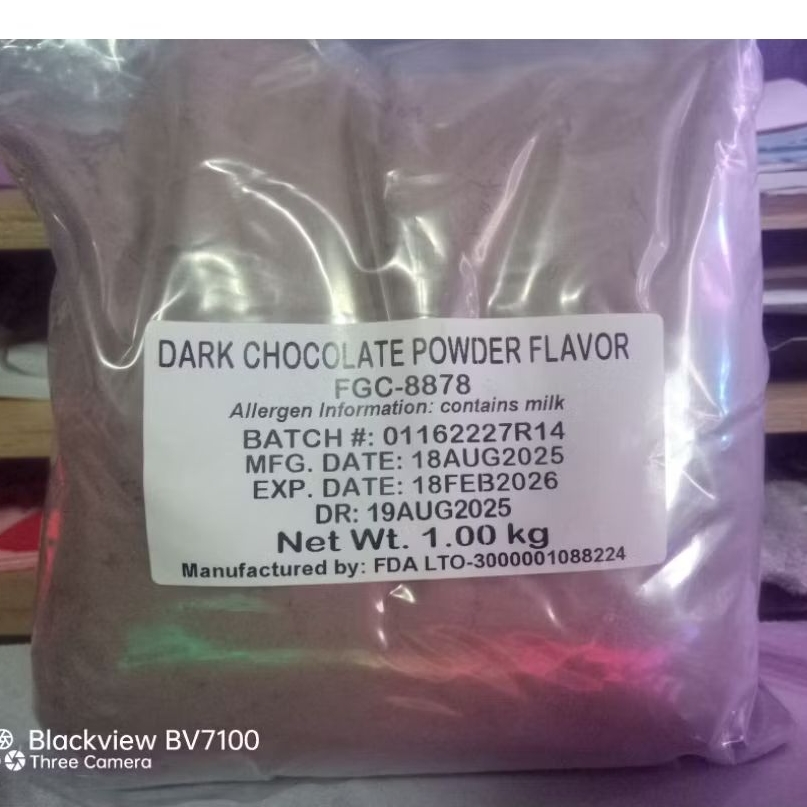 DARK CHOCOLATE POWDER FLAVOR
FGC-8878
Allergen Information: contains milk
BATCH #: 01162227R14
MFG. DATE: 18AUG2025
EXP. DATE: 18FEB2026
DR: 19AUG2025
Net Wt. 1.00 kg
Manufactured by: FDA LTO-3000001088224
Blackview BV7100
Three Camera